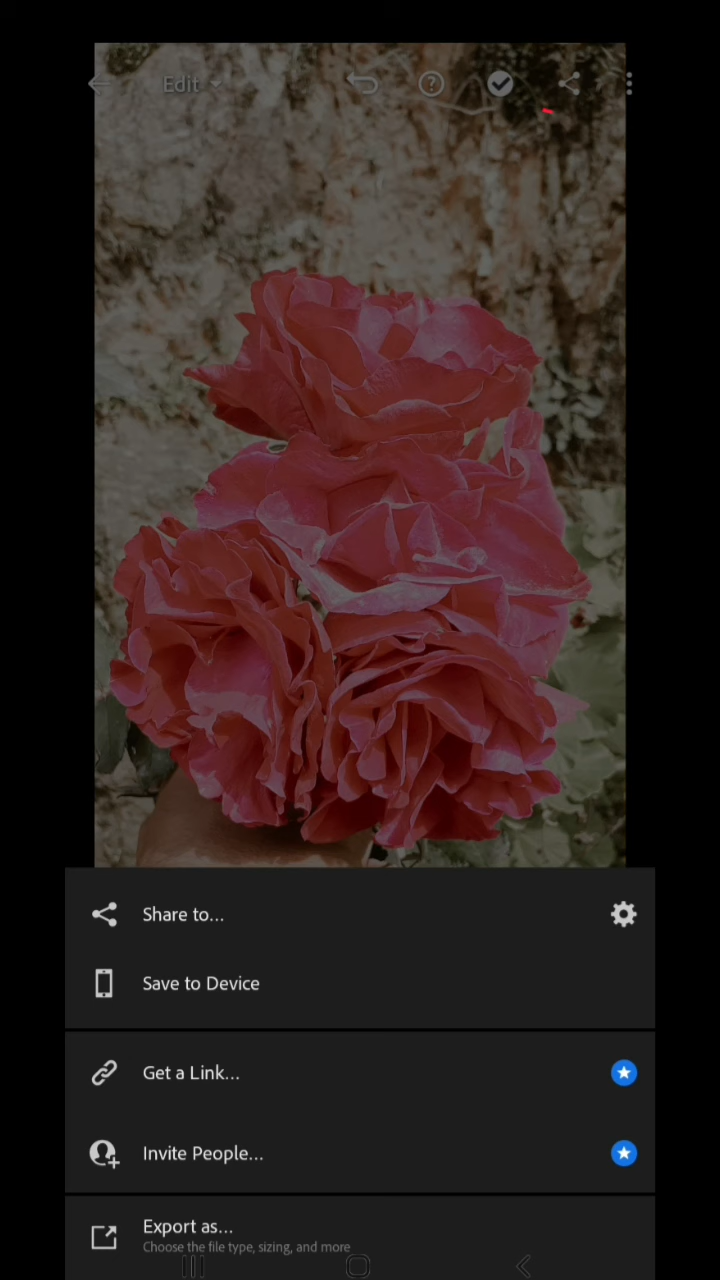 Edit
Share to...
Save to Device
Get a Link...
Invite People...
Export as...
Choose the file type, sizing, and more